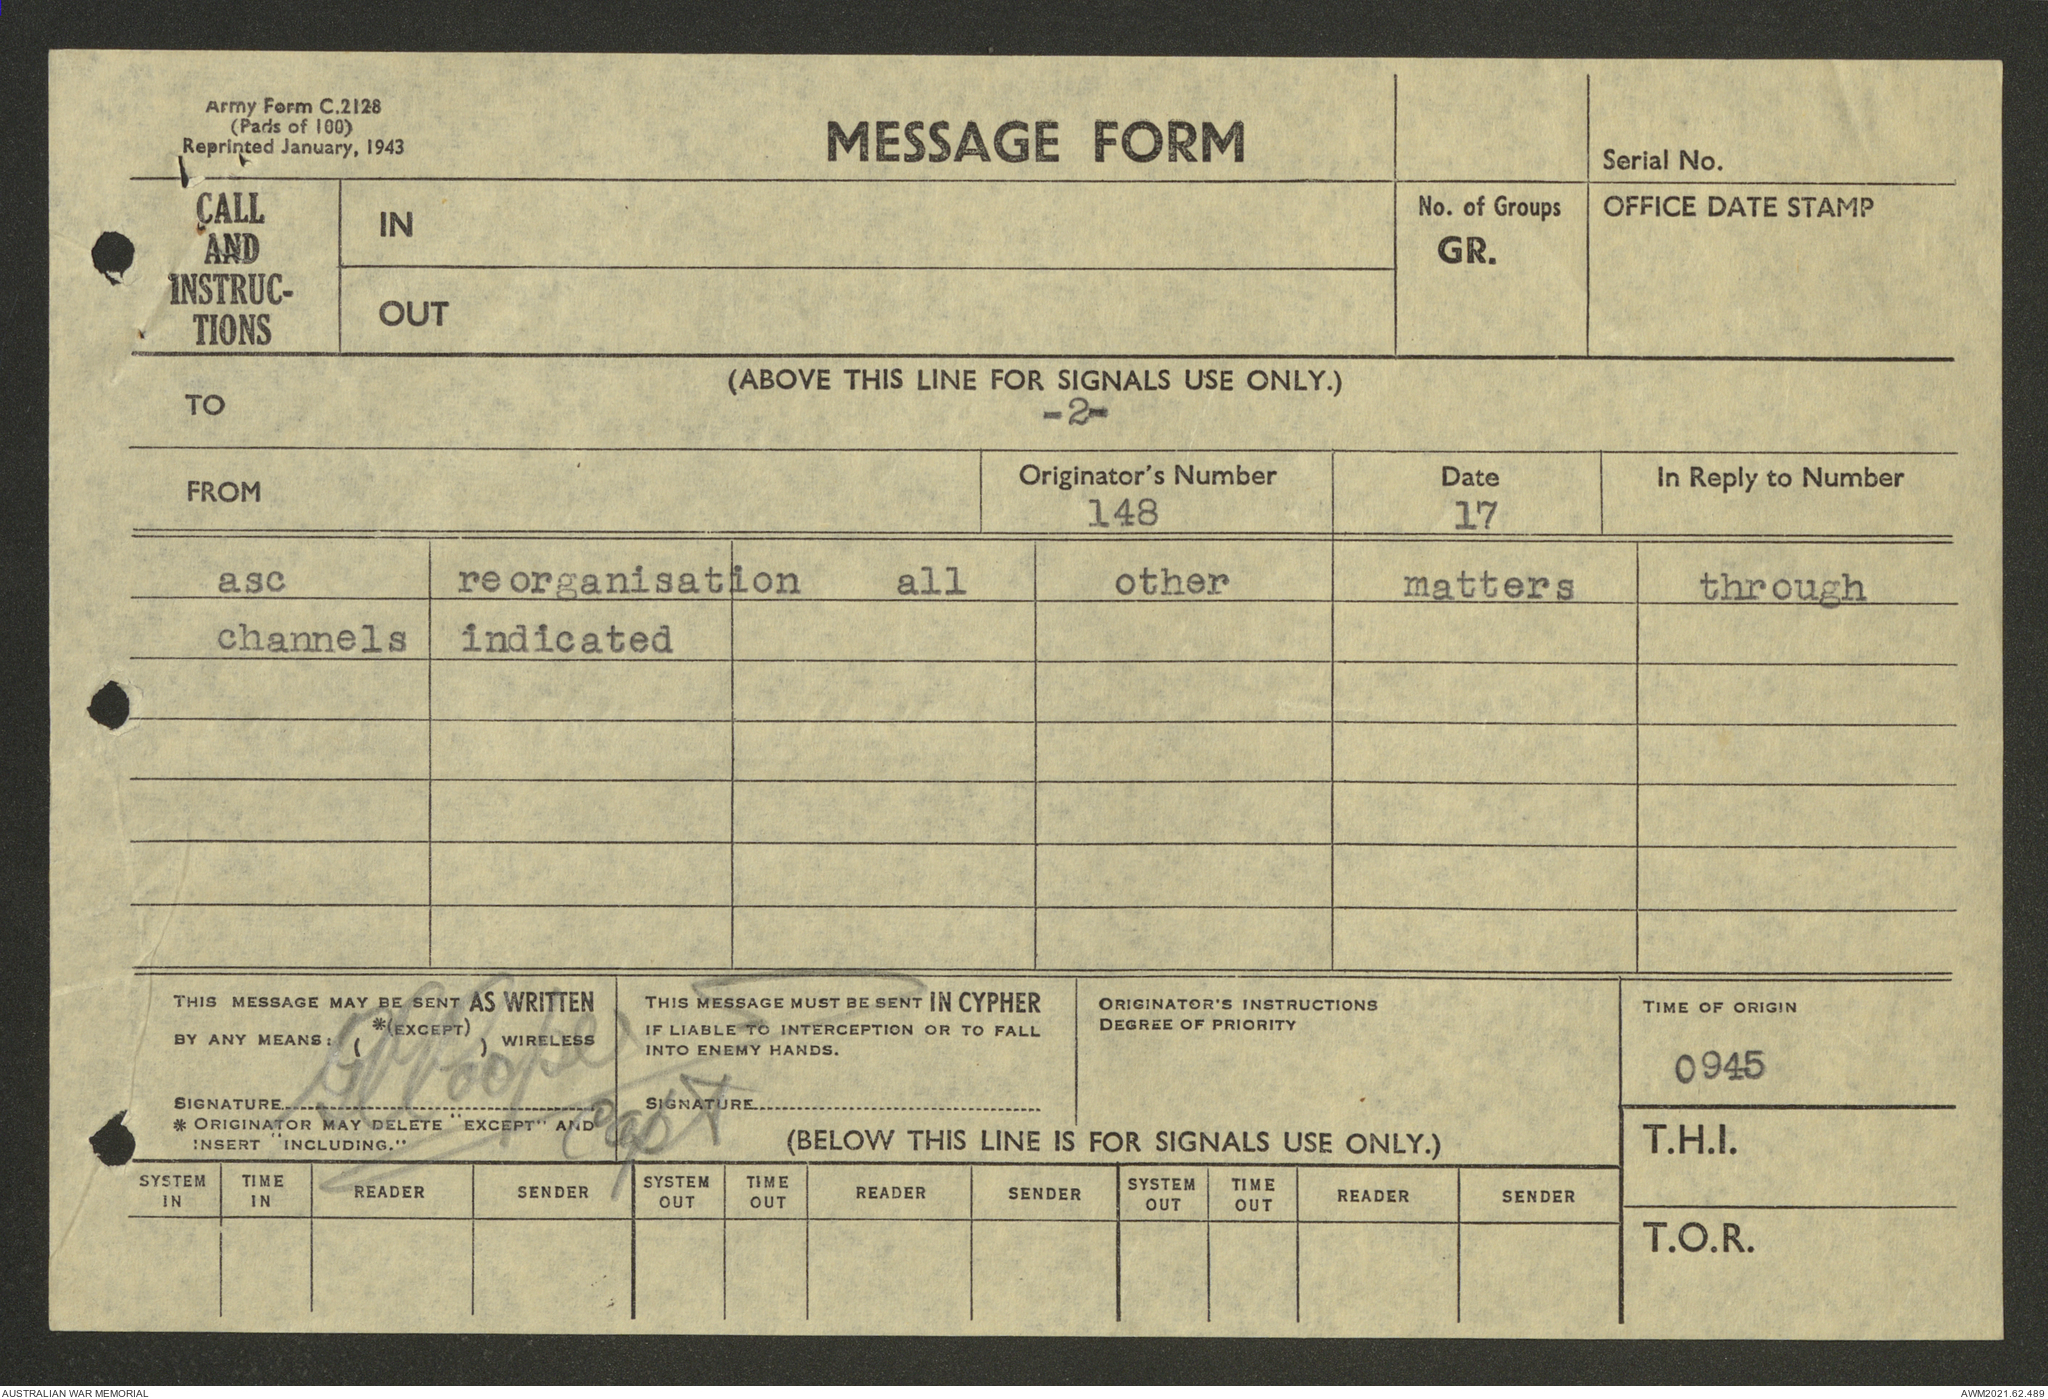 Army Form C.2128
(Pads of 100)
Reprinted January, 1943
MESSAGE FORM
Serial No.
CALL
AND
INSTRUC-
TIONS
IN
OUT
No. of Groups
GR.
OFFICE DATE STAMP
(ABOVE THIS LINE FOR SIGNALS USE ONLY.)
TO
-2-
FROM
Originator's Number
148
Date
17
In Reply to Number
asc reorganisation all other matters through
channels indicated
THIS MESSAGE MAY BE SENT AS WRITTEN
BY ANY MEANS: ( *(EXCEPT) ) WIRELESS
SIGNATURE
* ORIGINATOR MAY DELETE "EXCEPT" AND
INSERT "INCLUDING."
THIS MESSAGE MUST BE SENT IN CYPHER
IF LIABLE TO INTERCEPTION OR TO FALL
INTO ENEMY HANDS.
SIGNATURE
Capt
ORIGINATOR'S INSTRUCTIONS
DEGREE OF PRIORITY
TIME OF ORIGIN
0945
(BELOW THIS LINE IS FOR SIGNALS USE ONLY.)
T.H.I.
T.O.R.
SYSTEM IN TIME IN READER SENDER SYSTEM OUT TIME OUT READER SENDER SYSTEM OUT TIME OUT READER SENDER
AUSTRALIAN WAR MEMORIAL
AWM2021.62.489